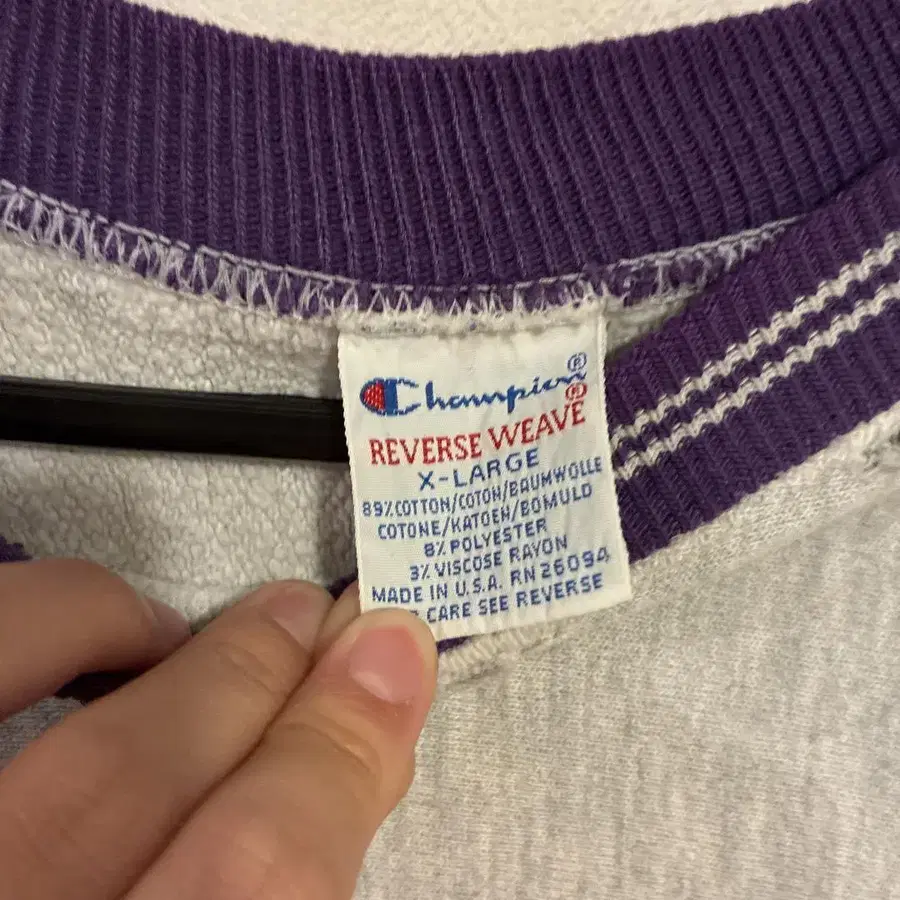 Champion®
REVERSE WEAVE®
X-LARGE
89%COTTON/COTON/BAUMWOLLE
COTONE/KATOEN/BOMULD
8% POLYESTER
3% VISCOSE RAYON
MADE IN U.S.A. RN 26094
CARE SEE REVERSE